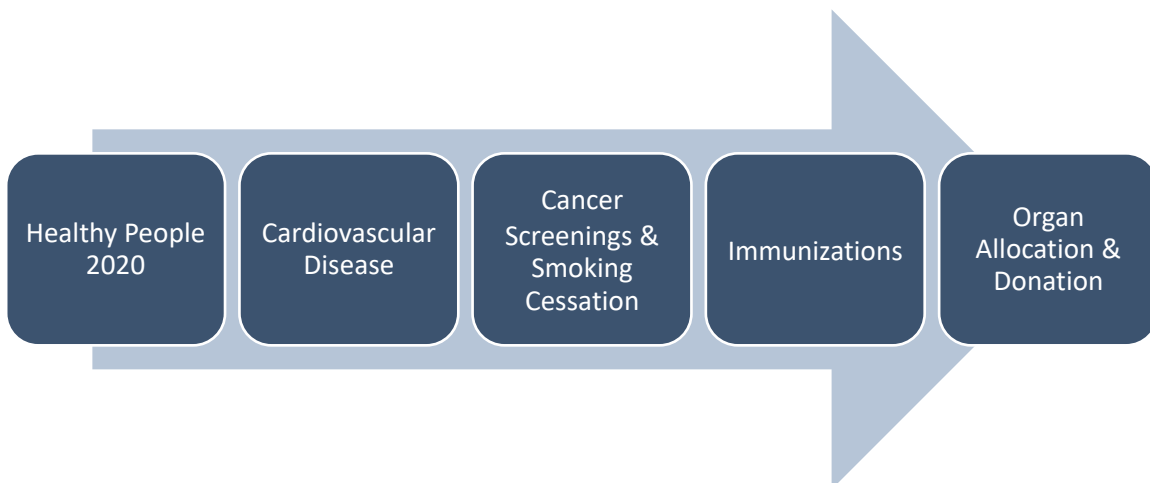 Healthy People
2020
Cardiovascular
Disease
Cancer
Screenings &
Smoking
Cessation
Immunizations
Organ
Allocation &
Donation